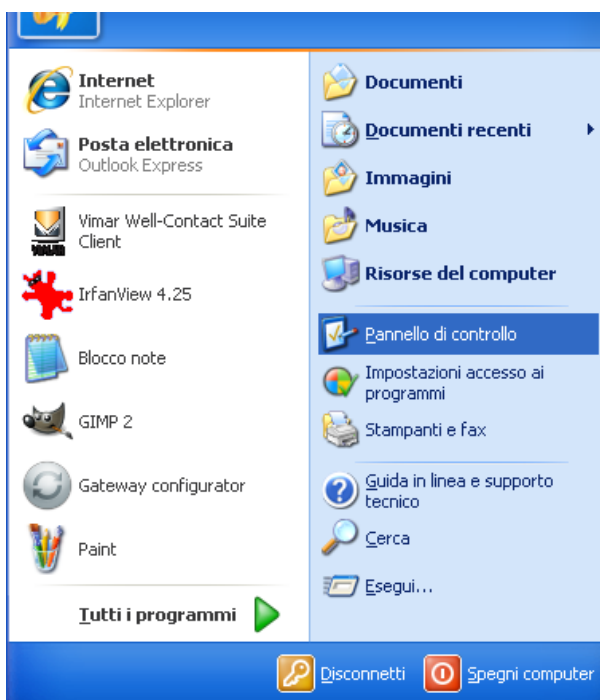 Internet
Internet Explorer
Posta elettronica
Outlook Express
Vimar Well-Contact Suite
Client
IrfanView 4.25
Blocco note
GIMP 2
Gateway configurator
Paint
Tutti i programmi
Documenti
Documenti recenti
Immagini
Musica
Risorse del computer
Pannello di controllo
Impostazioni accesso ai
programmi
Stampanti e fax
Guida in linea e supporto
tecnico
Cerca
Esegui...
Disconnetti
Spegni computer